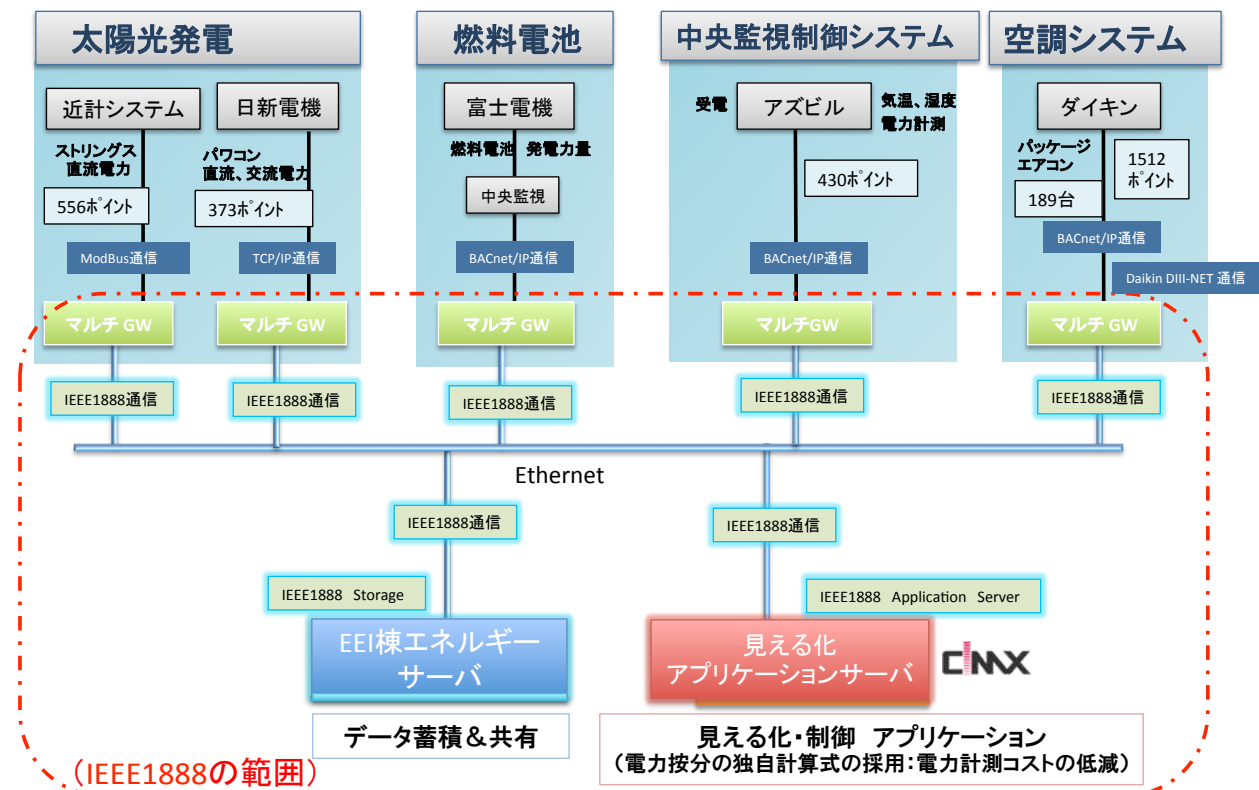 太陽光発電
燃料電池
中央監視制御システム
空調システム
近計システム
日新電機
富士電機
受電
アズビル
気温、湿度
電力計測
ダイキン
ストリングス
直流電力
パワコン
直流、交流電力
燃料電池 発電力量
パッケージ
エアコン
1512
ポイント
556ポイント
373ポイント
中央監視
430ポイント
189台
ModBus通信
TCP/IP通信
BACnet/IP通信
BACnet/IP通信
BACnet/IP通信
Daikin DIII-NET 通信
マルチ GW
マルチ GW
マルチ GW
マルチGW
マルチ GW
IEEE1888通信
IEEE1888通信
IEEE1888通信
IEEE1888通信
IEEE1888通信
Ethernet
IEEE1888通信
IEEE1888通信
IEEE1888 Storage
IEEE1888 Application Server
EEI棟エネルギー
サーバ
見える化
アプリケーションサーバ
CIMX
データ蓄積&共有
見える化・制御 アプリケーション
(電力按分の独自計算式の採用:電力計測コストの低減)
(IEEE1888の範囲)